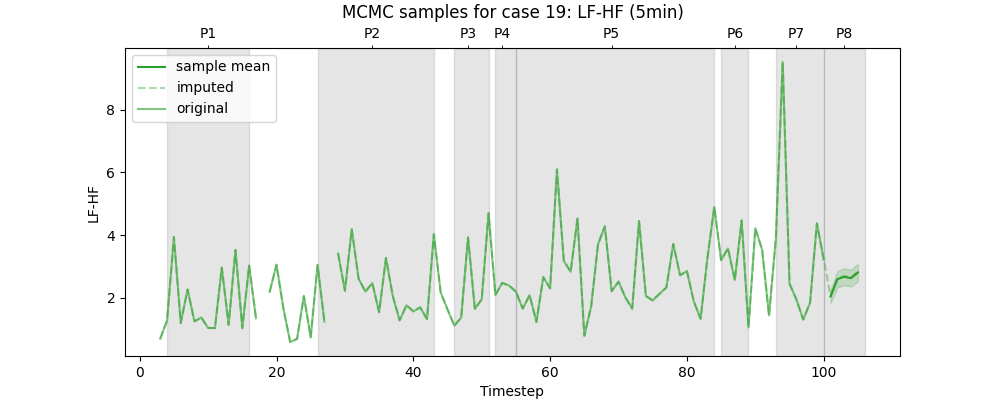 MCMC samples for case 19: LF-HF (5min)
P1 P2 P3 P4 P5 P6 P7 P8
sample mean
imputed
original
8
6
4
2
LF-HF
0 20 40 60 80 100
Timestep